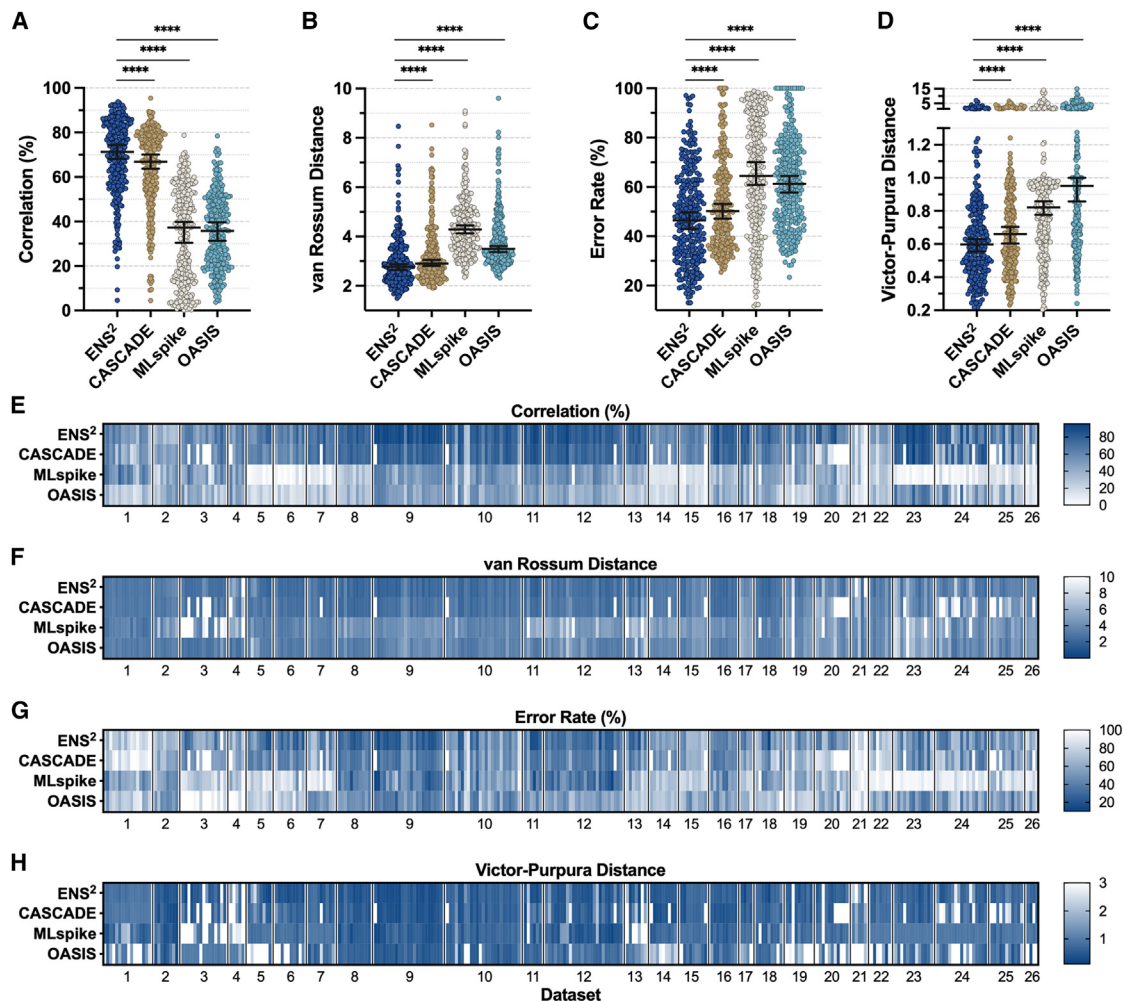 A
B
C
D
****
****
****
****
****
****
****
****
****
****
****
****
Correlation (%)
100
80
60
40
20
0
ENS²
CASCADE
MLspike
OASIS
van Rossum Distance
10
8
6
4
2
ENS²
CASCADE
MLspike
OASIS
Error Rate (%)
100
80
60
40
20
ENS²
CASCADE
MLspike
OASIS
Victor-Purpura Distance
15
5
1.2
1.0
0.8
0.6
0.4
0.2
ENS²
CASCADE
MLspike
OASIS
E
Correlation (%)
ENS²
CASCADE
MLspike
OASIS
1 2 3 4 5 6 7 8 9 10 11 12 13 14 15 16 17 18 19 20 21 22 23 24 25 26
80
60
40
20
0
F
van Rossum Distance
ENS²
CASCADE
MLspike
OASIS
1 2 3 4 5 6 7 8 9 10 11 12 13 14 15 16 17 18 19 20 21 22 23 24 25 26
10
8
6
4
2
G
Error Rate (%)
ENS²
CASCADE
MLspike
OASIS
1 2 3 4 5 6 7 8 9 10 11 12 13 14 15 16 17 18 19 20 21 22 23 24 25 26
100
80
60
40
20
H
Victor-Purpura Distance
ENS²
CASCADE
MLspike
OASIS
1 2 3 4 5 6 7 8 9 10 11 12 13 14 15 16 17 18 19 20 21 22 23 24 25 26
3
2
1
Dataset